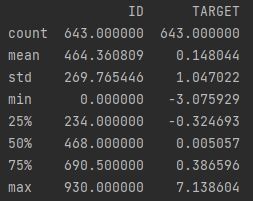 ID TARGET
count 643.000000 643.000000
mean 464.360809 0.148044
std 269.765446 1.047022
min 0.000000 -3.075929
25% 234.000000 -0.324693
50% 468.000000 0.005057
75% 690.500000 0.386596
max 930.000000 7.138604